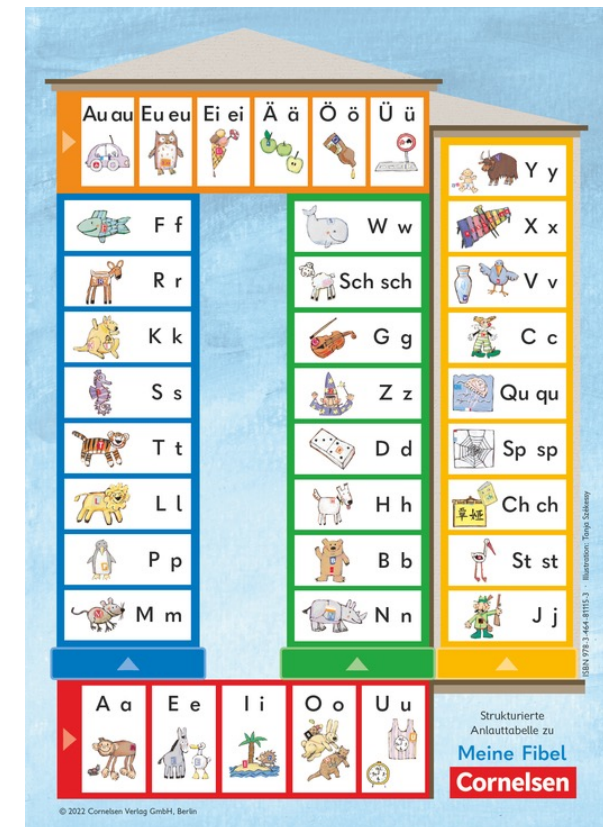 Au au Eu eu Ei ei Ä ä Ö ö Ü ü
F f
R r
K k
S s
T t
L l
P p
M m
W w
Sch sch
G g
Z z
D d
H h
B b
N n
Y y
X x
V v
C c
Qu qu
Sp sp
Ch ch
St st
J j
A a E e I i O o U u
Strukturierte
Anlauttabelle zu
Meine Fibel
Cornelsen
© 2022 Cornelsen Verlag GmbH, Berlin
ISBN 978-3-464-81115-3 · Illustration: Tanja Székessy